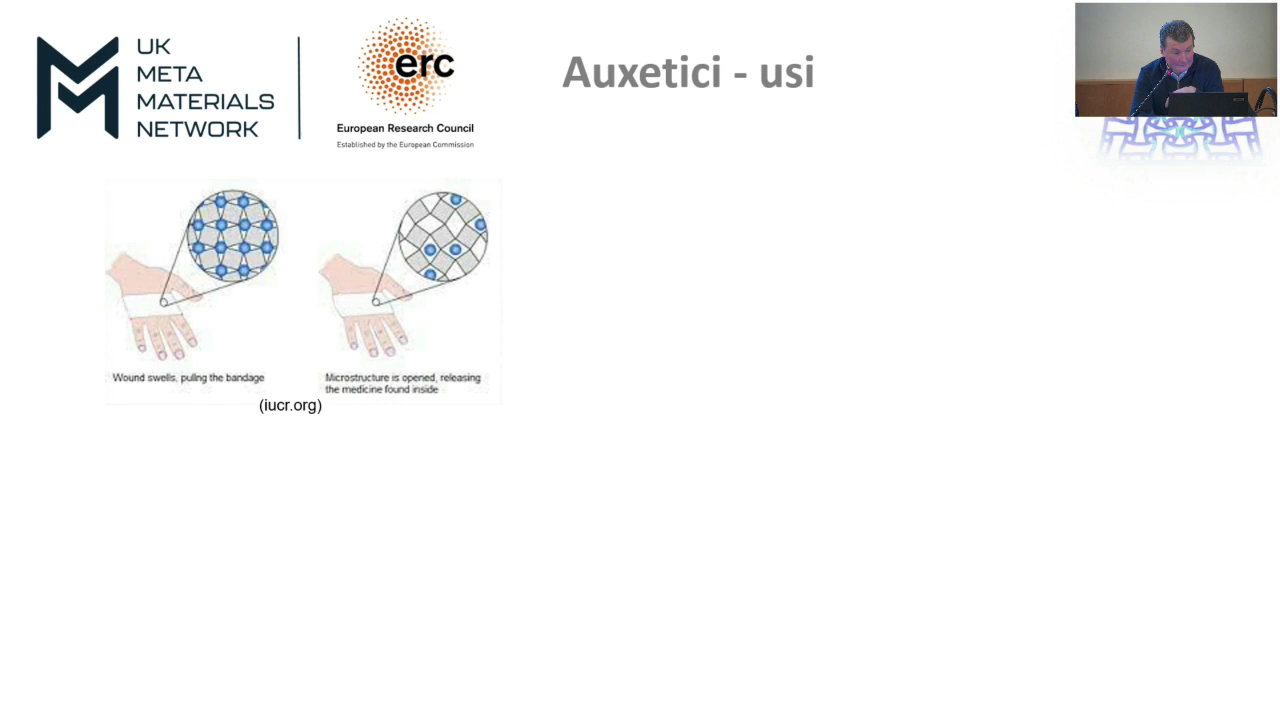 UK
META
MATERIALS
NETWORK
erc
European Research Council
Established by the European Commission
Auxetici - usi
Wound swells, pulling the bandage
Microstructure is opened, releasing
the medicine found inside
(iucr.org)